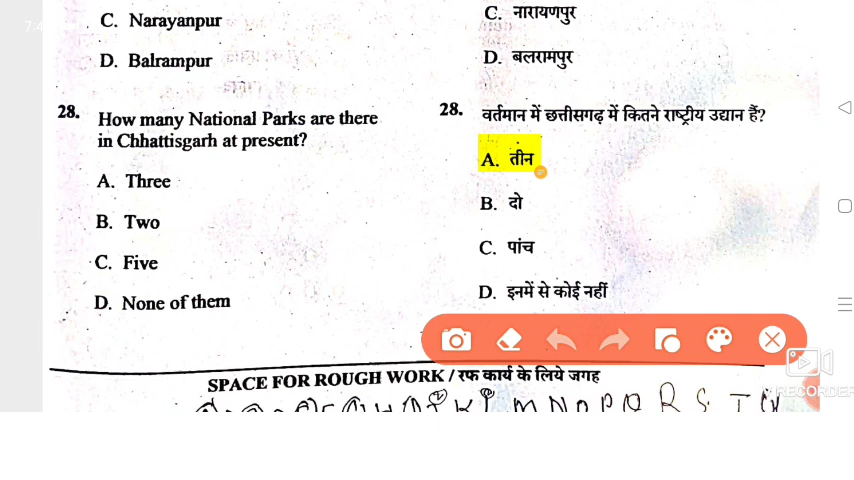 C. Narayanpur
D. Balrampur
28. How many National Parks are there
in Chhattisgarh at present?
A. Three
B. Two
C. Five
D. None of them
C. नारायणपुर
D. बलरामपुर
28. वर्तमान में छत्तीसगढ़ में कितने राष्ट्रीय उद्यान हैं?
A. तीन
B. दो
C. पांच
D. इनमें से कोई नहीं
SPACE FOR ROUGH WORK / रफ कार्य के लिये जगह
M N O P Q R S T
RECORDER